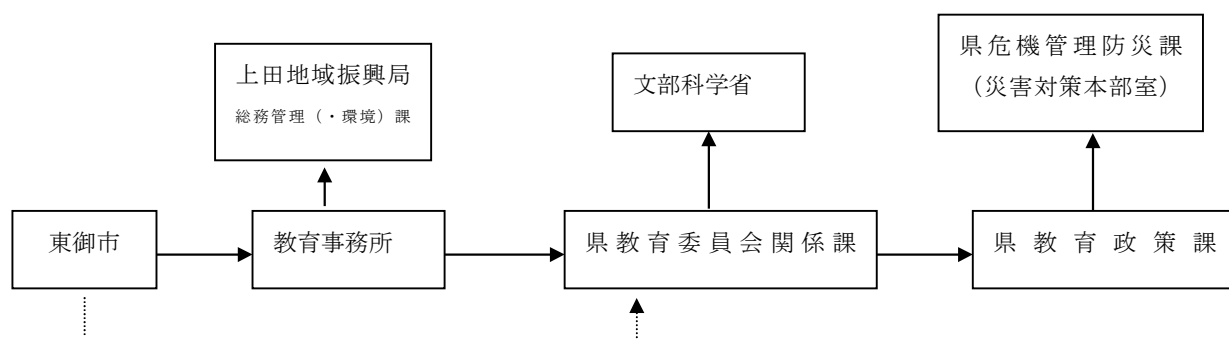 県危機管理防災課
（災害対策本部室）
上田地域振興局
総務管理（・環境）課
文部科学省
東御市
教育事務所
県教育委員会関係課
県教育政策課